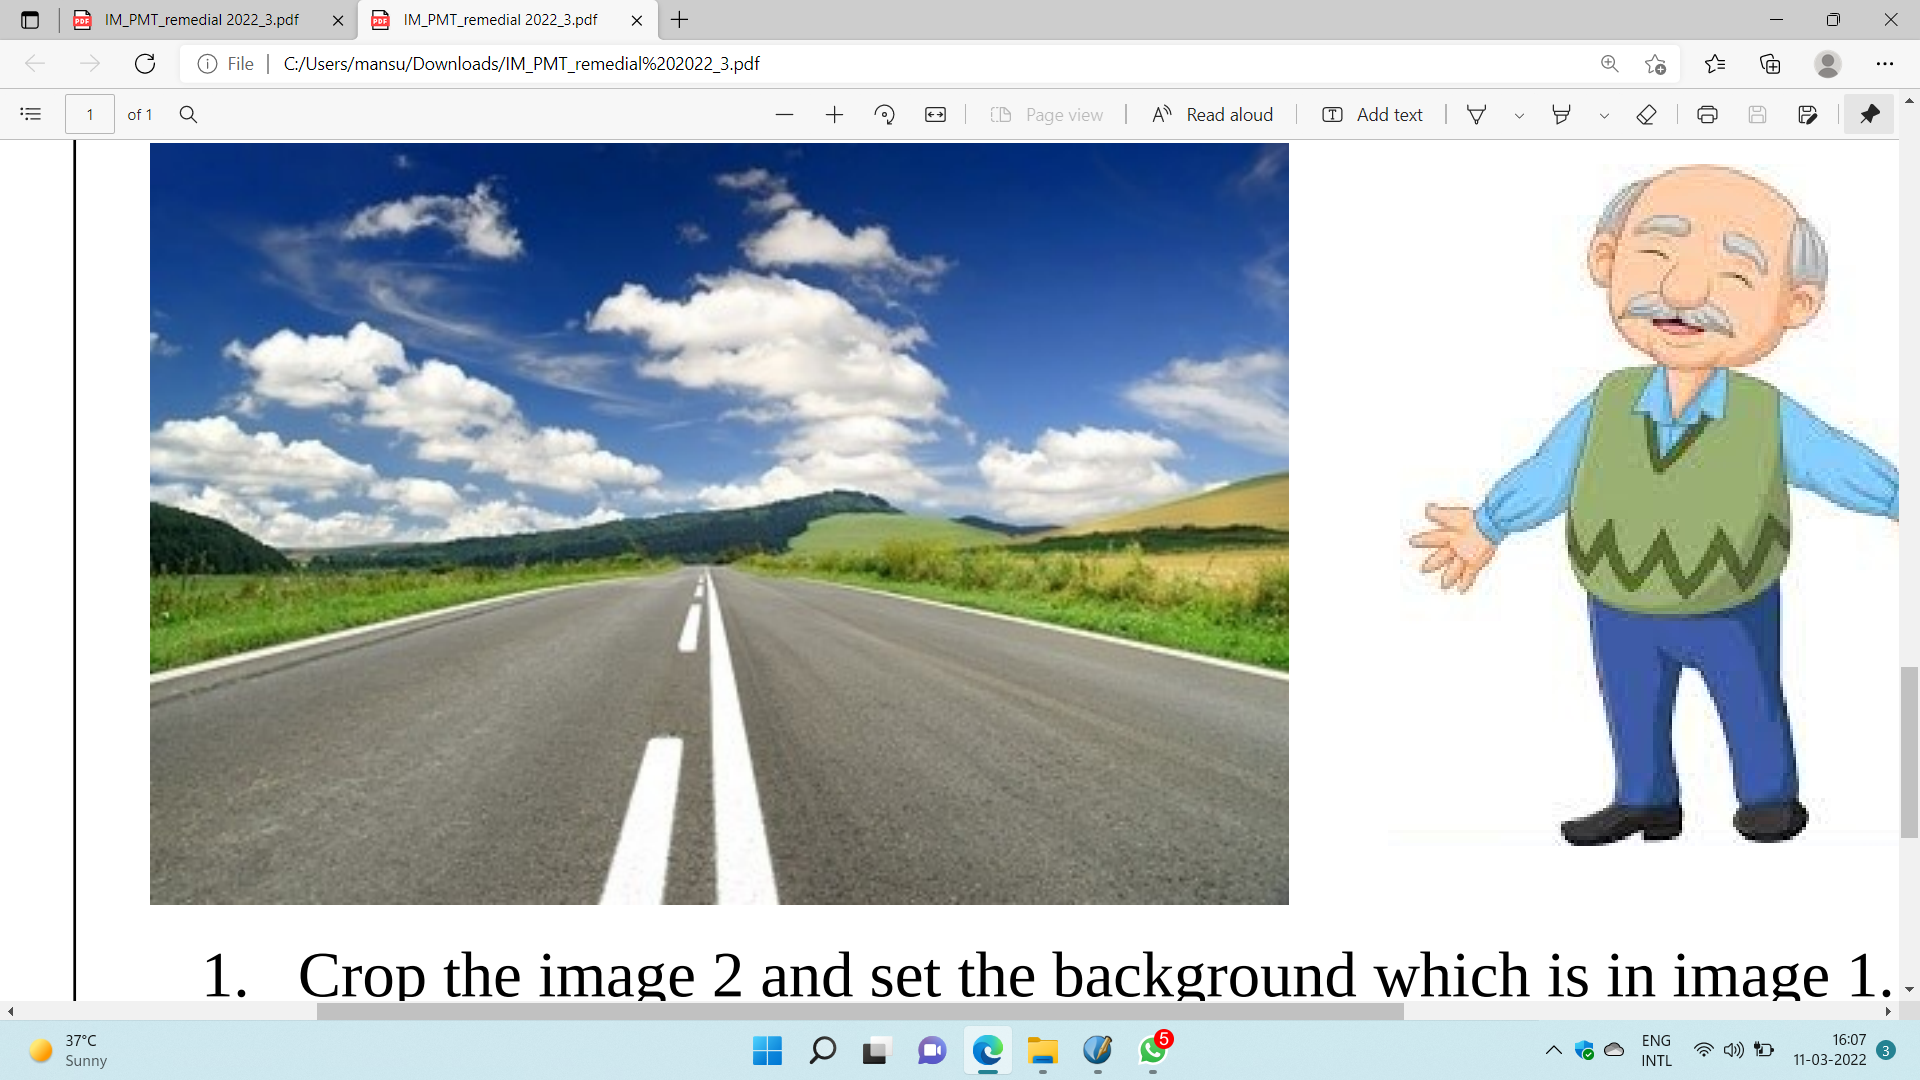 IM_PMT_remedial 2022_3.pdf
IM_PMT_remedial 2022_3.pdf
File
C:/Users/mansu/Downloads/IM_PMT_remedial%202022_3.pdf
1 of 1
Page view
Read aloud
Add text
1. Crop the image 2 and set the background which is in image 1.
37°C
Sunny
5
ENG
INTL
16:07
11-03-2022
3